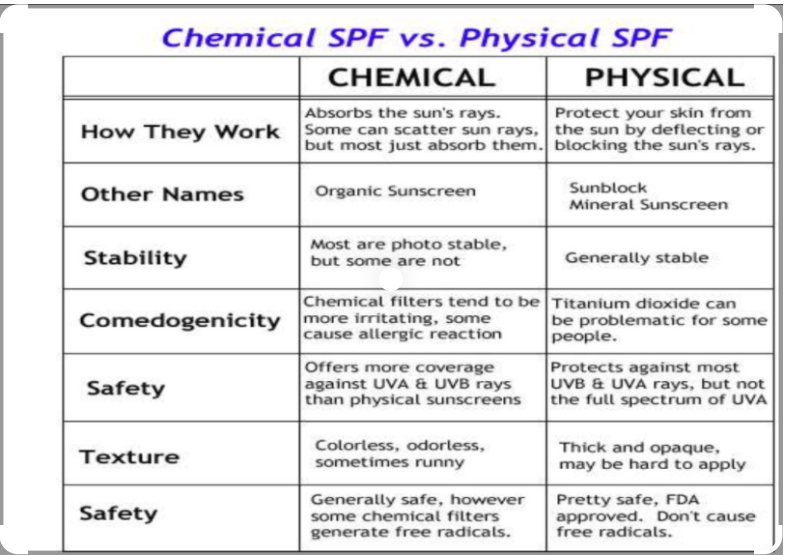 Chemical SPF vs. Physical SPF
CHEMICAL PHYSICAL
How They Work
Absorbs the sun's rays.
Some can scatter sun rays,
but most just absorb them.
Protect your skin from
the sun by deflecting or
blocking the sun's rays.
Other Names
Organic Sunscreen
Sunblock
Mineral Sunscreen
Stability
Most are photo stable,
but some are not
Generally stable
Comedogenicity
Chemical filters tend to be
more irritating, some
cause allergic reaction
Titanium dioxide can
be problematic for some
people.
Safety
Offers more coverage
against UVA & UVB rays
than physical sunscreens
Protects against most
UVB & UVA rays, but not
the full spectrum of UVA
Texture
Colorless, odorless,
sometimes runny
Thick and opaque,
may be hard to apply
Safety
Generally safe, however
some chemical filters
generate free radicals.
Pretty safe, FDA
approved. Don't cause
free radicals.